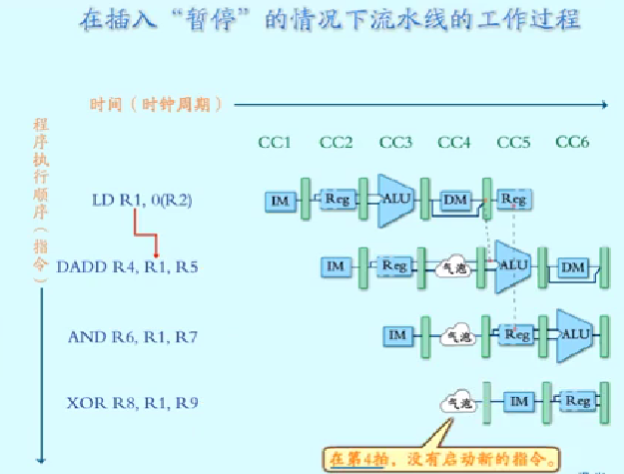 在插入“暂停”的情况下流水线的工作过程
时间（时钟周期）
程序执行顺序（指令）
CC1 CC2 CC3 CC4 CC5 CC6
LD R1, 0(R2) IM Reg ALU DM Reg
DADD R4, R1, R5 IM Reg 气泡 ALU DM
AND R6, R1, R7 IM 气泡 Reg ALU
XOR R8, R1, R9 气泡 IM Reg
在第4拍，没有启动新的指令。